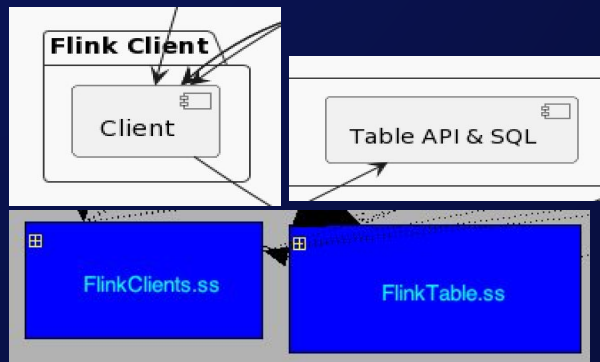 Flink Client
Client
Table API & SQL
FlinkClients.ss
FlinkTable.ss